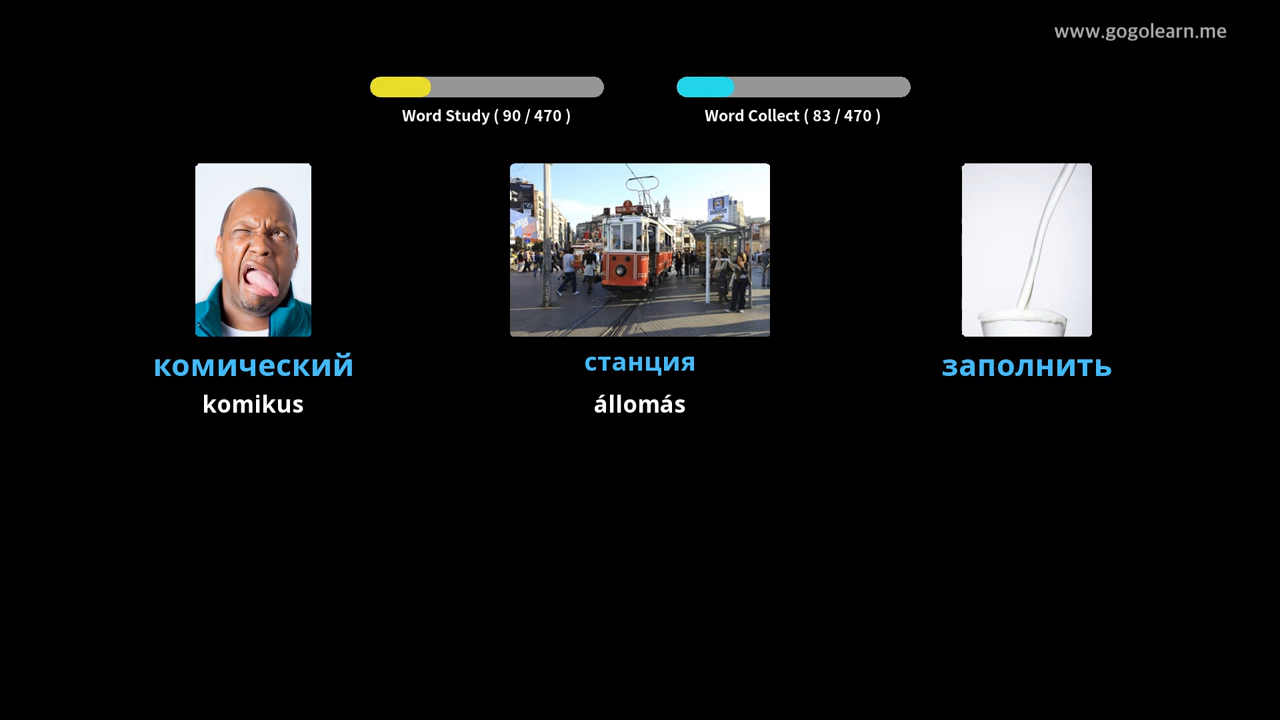 www.gogolearn.me
Word Study ( 90 / 470 )
Word Collect ( 83 / 470 )
комический
станция
заполнить
komikus
állomás